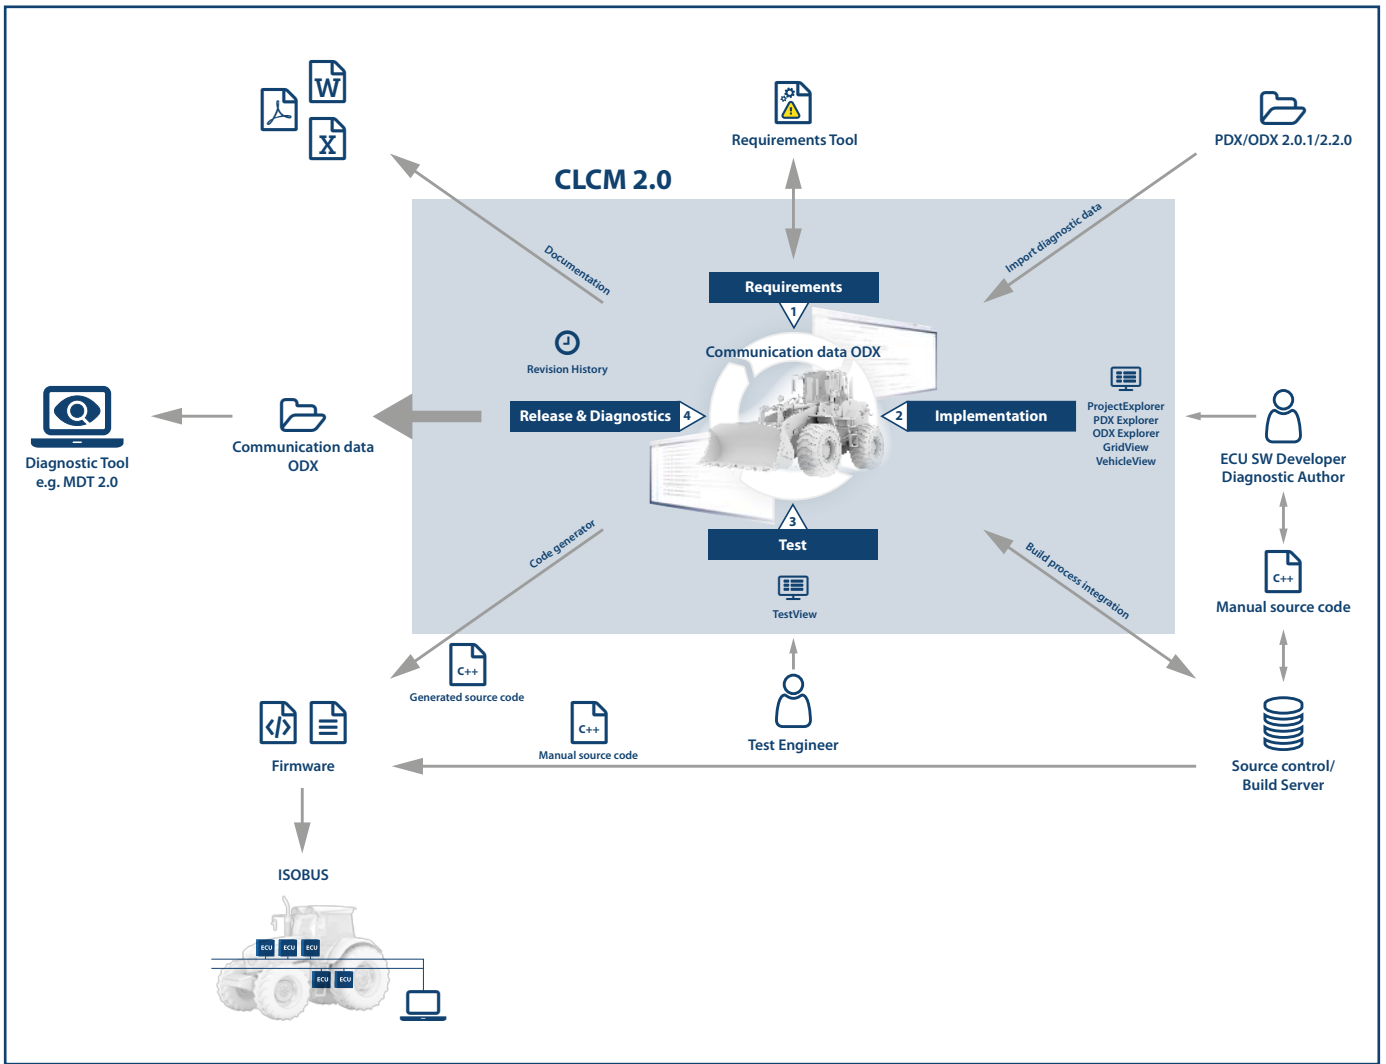 W
X
Requirements Tool
PDX/ODX 2.0.1/2.2.0
CLCM 2.0
Documentation
Import diagnostic data
Requirements
1
Communication data ODX
Revision History
Release & Diagnostics
4
2
Implementation
ProjectExplorer
PDX Explorer
ODX Explorer
GridView
VehicleView
Diagnostic Tool
e.g. MDT 2.0
Communication data
ODX
ECU SW Developer
Diagnostic Author
3
Test
TestView
Code generator
Build process integration
C++
Manual source code
C++
Generated source code
C++
Manual source code
Test Engineer
</>
Firmware
Source control/
Build Server
ISOBUS
ECU
ECU
ECU
ECU
ECU